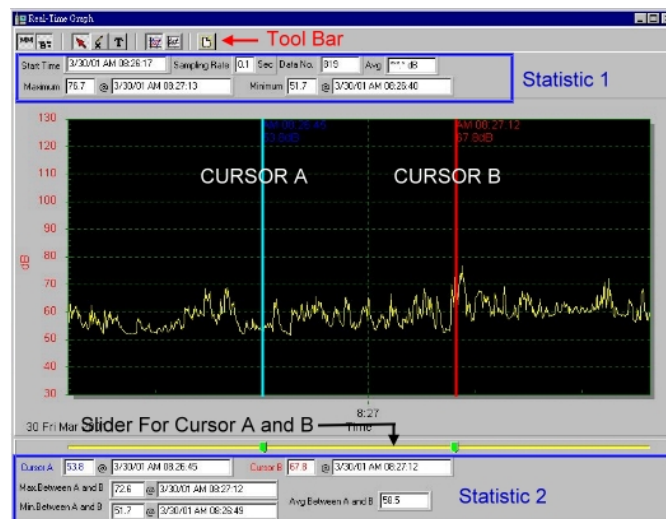 Real-Time Graph
Tool Bar
Start Time 3/30/01 AM 08:26:17 Sampling Rate 0.1 Sec Data No. 819 Avg **.* dB
Maximum 76.7 @ 3/30/01 AM 08:27:13 Minimum 51.7 @ 3/30/01 AM 08:26:40
Statistic 1
130
120
110
100
90
80
70
60
50
40
30
dB
AM 08:26:45
53.8dB
AM 08:27:12
67.8dB
CURSOR A
CURSOR B
8:27
30 Fri Mar
Time
Slider For Cursor A and B
Cursor A 53.8 @ 3/30/01 AM 08:26:45 Cursor B 67.8 @ 3/30/01 AM 08:27:12
Max.Between A and B 72.6 @ 3/30/01 AM 08:27:12
Min.Between A and B 51.7 @ 3/30/01 AM 08:26:49
Avg Between A and B 58.5
Statistic 2